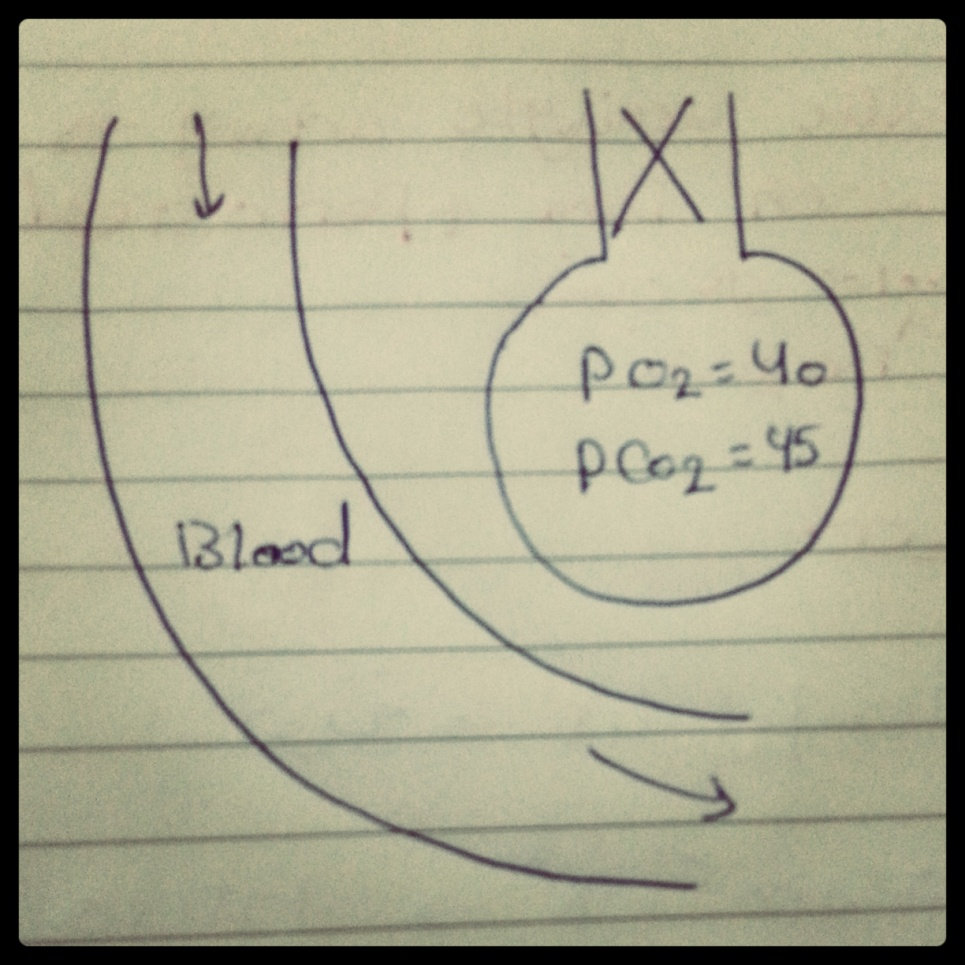 PO2 = 40
PCO2 = 45
Blood